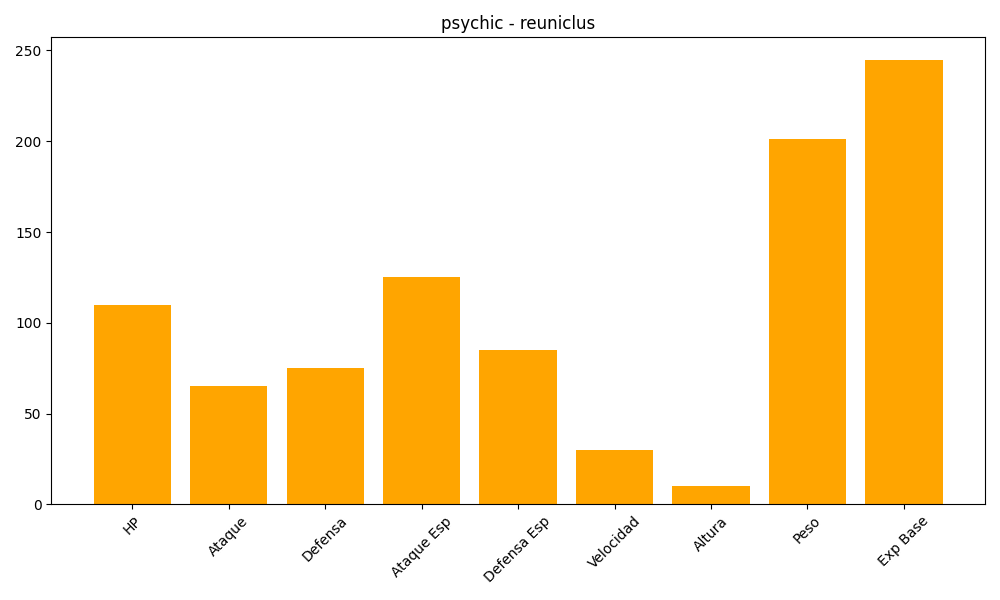 psychic - reuniclus
250
200
150
100
50
0
HP
Ataque
Defensa
Ataque Esp
Defensa Esp
Velocidad
Altura
Peso
Exp Base